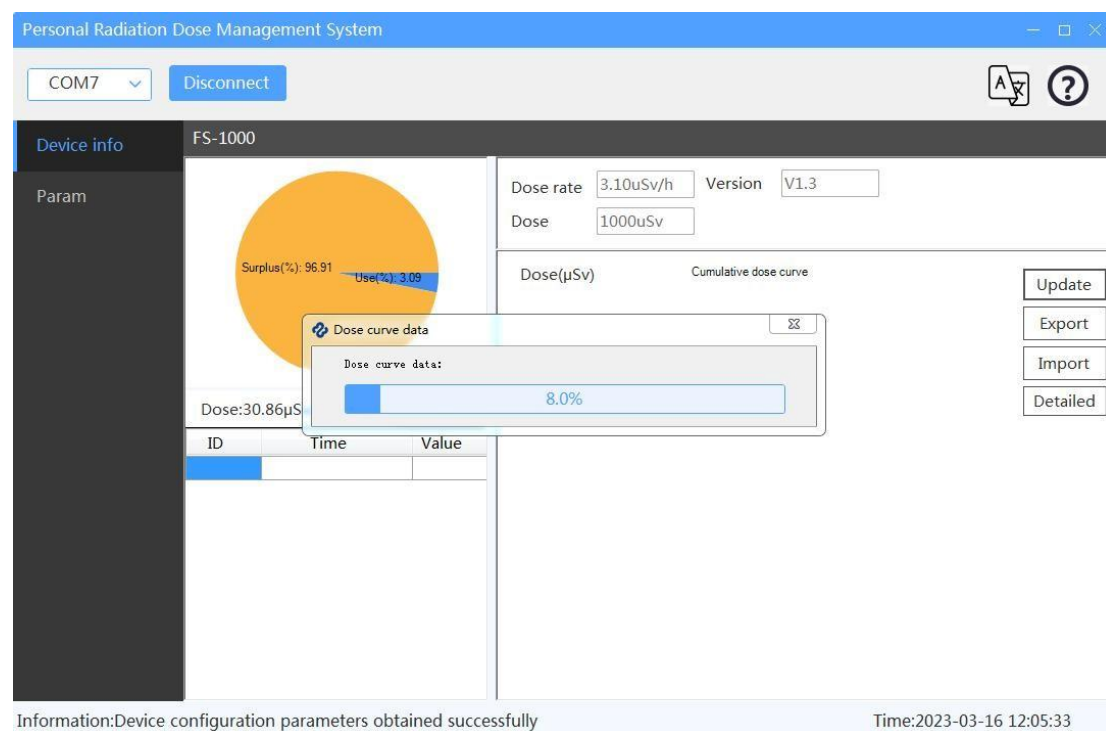 Personal Radiation Dose Management System
COM7
Disconnect
Device info
Param
FS-1000
Surplus(%): 96.91
Use(%): 3.09
Dose rate 3.10uSv/h Version V1.3
Dose 1000uSv
Dose(μSv) Cumulative dose curve
Update
Export
Import
Detailed
Dose curve data
Dose curve data:
8.0%
Dose:30.86μS
ID Time Value
Information:Device configuration parameters obtained successfully Time:2023-03-16 12:05:33